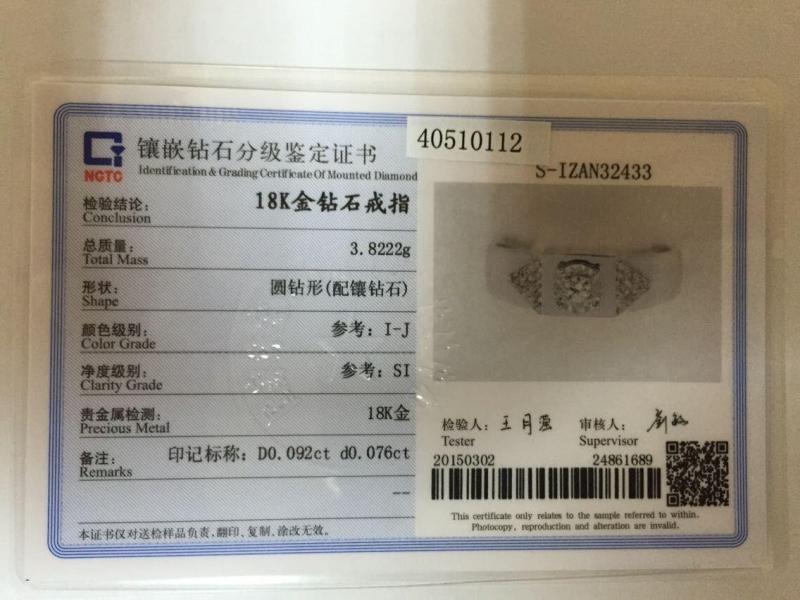 NGTC
镶嵌钻石分级鉴定证书
Identification & Grading Certificate Of Mounted Diamond
40510112
S-IZAN32433
检验结论：
Conclusion
18K金钻石戒指
总质量：
Total Mass
3.8222g
形状：
Shape
圆钻形(配镶钻石)
颜色级别：
Color Grade
参考：I-J
净度级别：
Clarity Grade
参考：SI
贵金属检测：
Precious Metal
18K金
备注：
Remarks
印记标称：D0.092ct d0.076ct
--
本证书仅对送检样品负责，翻印、复制、涂改无效。
检验人：
Tester
审核人：
Supervisor
20150302
24861689
This certificate only relates to the sample referred to within.
Photocopy, reproduction and alteration are invalid.